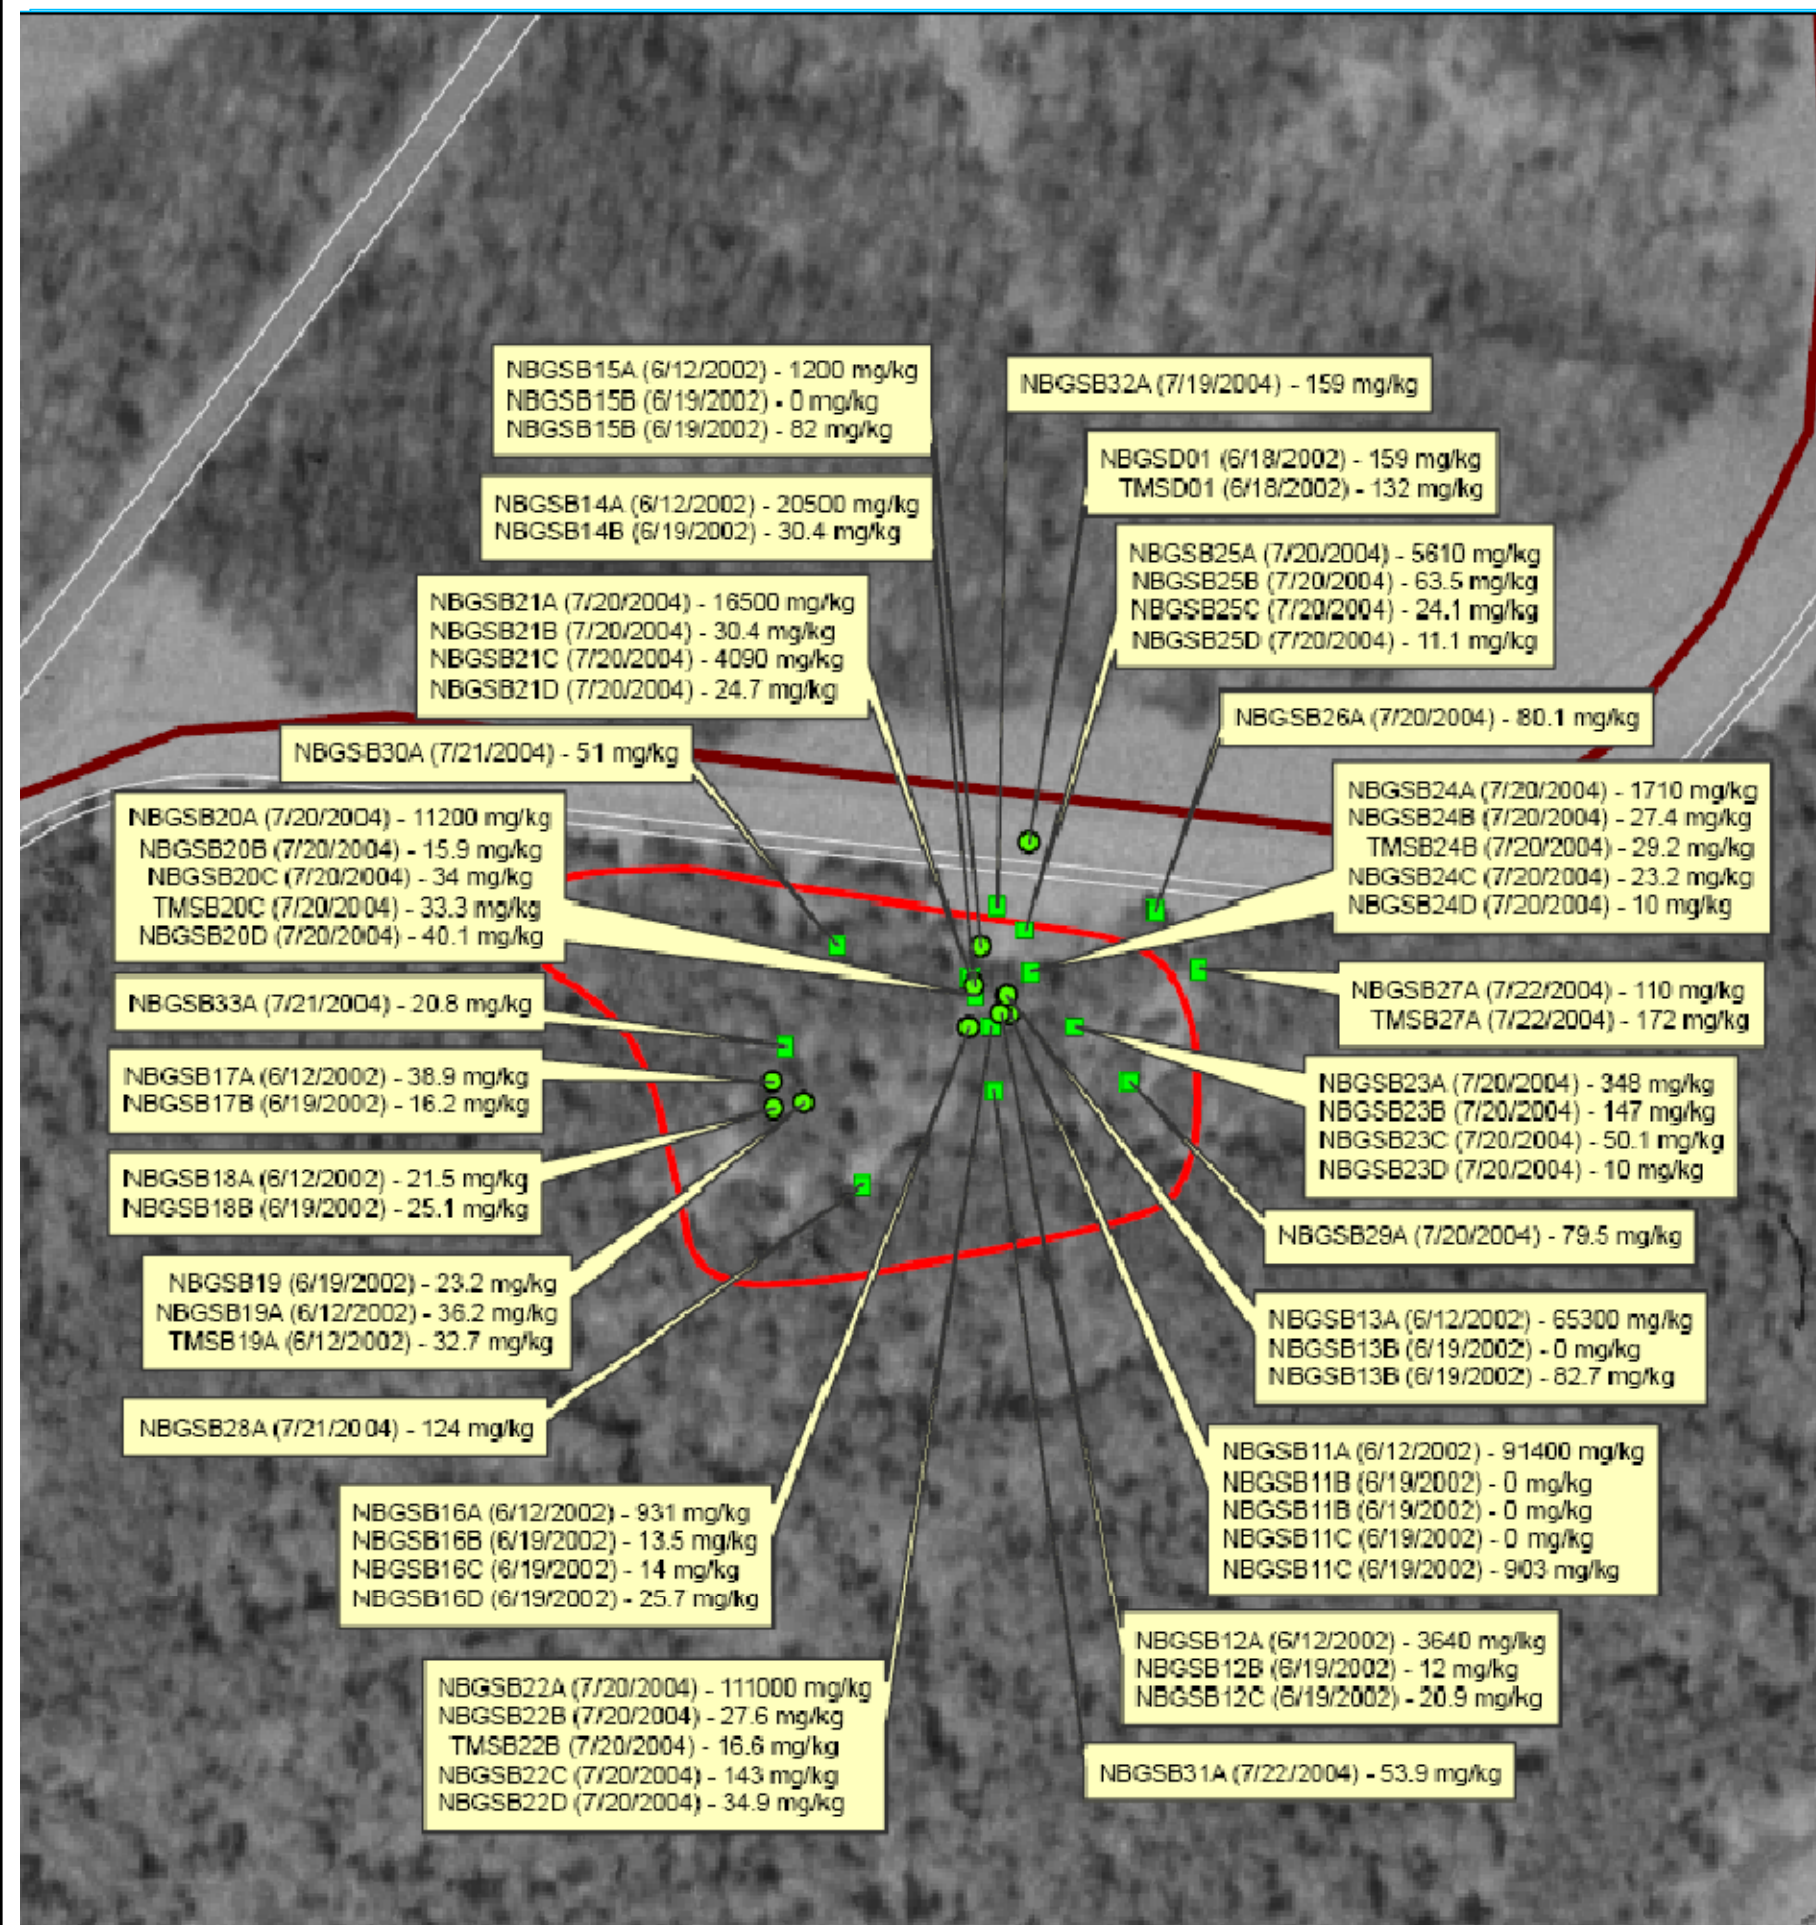 NBGSB15A (6/12/2002) - 1200 mg/kg
NBGSB15B (6/19/2002) - 0 mg/kg
NBGSB15B (6/19/2002) - 82 mg/kg
NBGSB32A (7/19/2004) - 159 mg/kg
NBGSD01 (6/18/2002) - 159 mg/kg
TMSD01 (6/18/2002) - 132 mg/kg
NBGSB14A (6/12/2002) - 20500 mg/kg
NBGSB14B (6/19/2002) - 30.4 mg/kg
NBGSB25A (7/20/2004) - 5610 mg/kg
NBGSB25B (7/20/2004) - 63.5 mg/kg
NBGSB25C (7/20/2004) - 24.1 mg/kg
NBGSB25D (7/20/2004) - 11.1 mg/kg
NBGSB21A (7/20/2004) - 16500 mg/kg
NBGSB21B (7/20/2004) - 30.4 mg/kg
NBGSB21C (7/20/2004) - 4090 mg/kg
NBGSB21D (7/20/2004) - 24.7 mg/kg
NBGSB26A (7/20/2004) - 80.1 mg/kg
NBGSB30A (7/21/2004) - 51 mg/kg
NBGSB24A (7/20/2004) - 1710 mg/kg
NBGSB24B (7/20/2004) - 27.4 mg/kg
TMSB24B (7/20/2004) - 29.2 mg/kg
NBGSB24C (7/20/2004) - 23.2 mg/kg
NBGSB24D (7/20/2004) - 10 mg/kg
NBGSB20A (7/20/2004) - 11200 mg/kg
NBGSB20B (7/20/2004) - 15.9 mg/kg
NBGSB20C (7/20/2004) - 34 mg/kg
TMSB20C (7/20/2004) - 33.3 mg/kg
NBGSB20D (7/20/2004) - 40.1 mg/kg
NBGSB27A (7/22/2004) - 110 mg/kg
TMSB27A (7/22/2004) - 172 mg/kg
NBGSB33A (7/21/2004) - 20.8 mg/kg
NBGSB17A (6/12/2002) - 38.9 mg/kg
NBGSB17B (6/19/2002) - 16.2 mg/kg
NBGSB23A (7/20/2004) - 348 mg/kg
NBGSB23B (7/20/2004) - 147 mg/kg
NBGSB23C (7/20/2004) - 50.1 mg/kg
NBGSB23D (7/20/2004) - 10 mg/kg
NBGSB18A (6/12/2002) - 21.5 mg/kg
NBGSB18B (6/19/2002) - 25.1 mg/kg
NBGSB29A (7/20/2004) - 79.5 mg/kg
NBGSB19 (6/19/2002) - 23.2 mg/kg
NBGSB19A (6/12/2002) - 36.2 mg/kg
TMSB19A (6/12/2002) - 32.7 mg/kg
NBGSB13A (6/12/2002) - 65300 mg/kg
NBGSB13B (6/19/2002) - 0 mg/kg
NBGSB13B (6/19/2002) - 82.7 mg/kg
NBGSB28A (7/21/2004) - 124 mg/kg
NBGSB11A (6/12/2002) - 91400 mg/kg
NBGSB11B (6/19/2002) - 0 mg/kg
NBGSB11B (6/19/2002) - 0 mg/kg
NBGSB11C (6/19/2002) - 0 mg/kg
NBGSB11C (6/19/2002) - 903 mg/kg
NBGSB16A (6/12/2002) - 931 mg/kg
NBGSB16B (6/19/2002) - 13.5 mg/kg
NBGSB16C (6/19/2002) - 14 mg/kg
NBGSB16D (6/19/2002) - 25.7 mg/kg
NBGSB12A (6/12/2002) - 3640 mg/kg
NBGSB12B (6/19/2002) - 12 mg/kg
NBGSB12C (6/19/2002) - 20.9 mg/kg
NBGSB22A (7/20/2004) - 111000 mg/kg
NBGSB22B (7/20/2004) - 27.6 mg/kg
TMSB22B (7/20/2004) - 16.6 mg/kg
NBGSB22C (7/20/2004) - 143 mg/kg
NBGSB22D (7/20/2004) - 34.9 mg/kg
NBGSB31A (7/22/2004) - 53.9 mg/kg